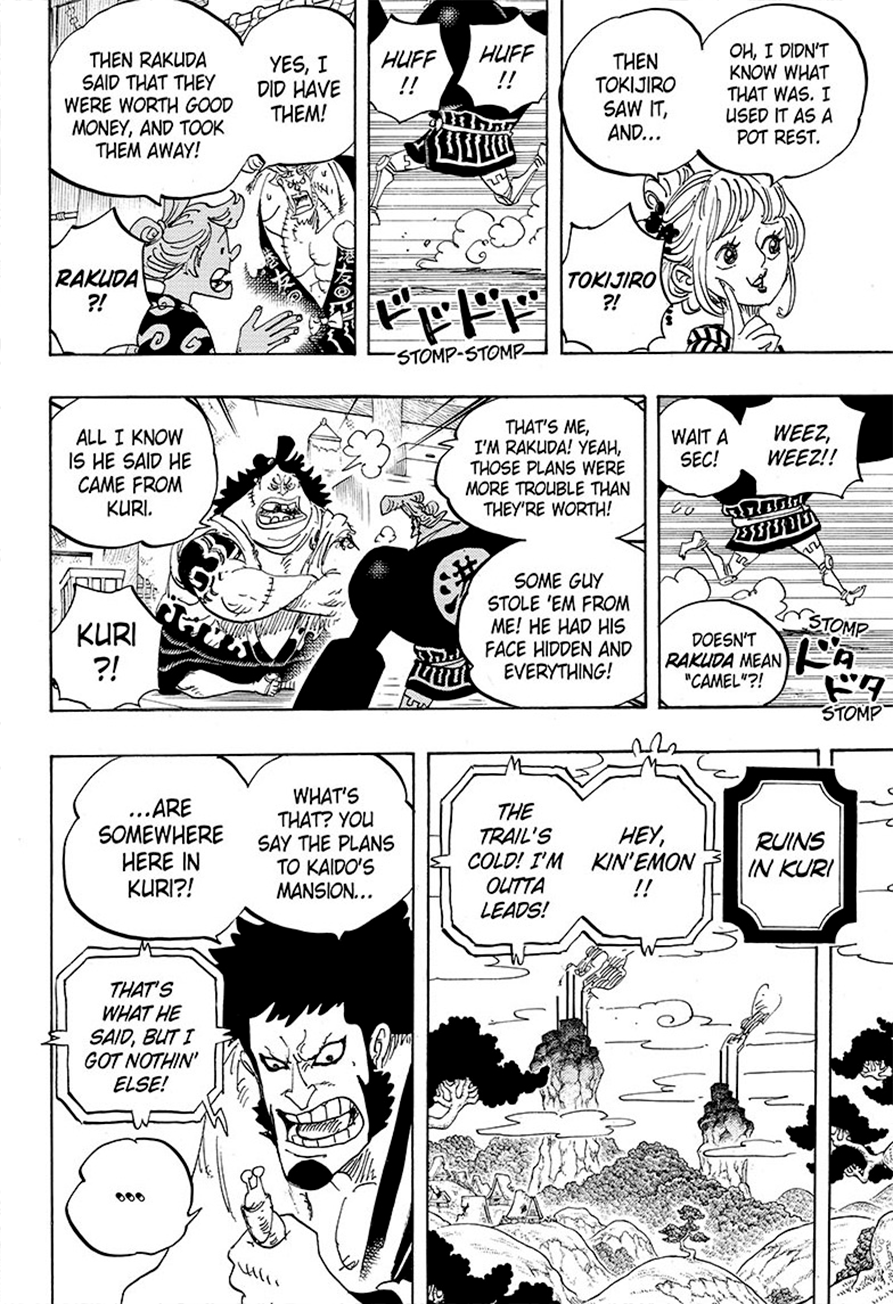 OH, I DIDN'T
KNOW WHAT
THAT WAS. I
USED IT AS A
POT REST.
THEN
TOKIJIRO
SAW IT,
AND...
TOKIJIRO
?!
HUFF
!!
HUFF
!!
ドドドドド
STOMP-STOMP
YES, I
DID HAVE
THEM!
THEN RAKUDA
SAID THAT THEY
WERE WORTH GOOD
MONEY, AND TOOK
THEM AWAY!
RAKUDA
?!
港友
WEEZ,
WEEZ!!
WAIT A
SEC!
DOESN'T
RAKUDA MEAN
"CAMEL"?!
STOMP
ドタ
ドタ
STOMP
THAT'S ME,
I'M RAKUDA! YEAH,
THOSE PLANS WERE
MORE TROUBLE THAN
THEY'RE WORTH!
SOME GUY
STOLE 'EM FROM
ME! HE HAD HIS
FACE HIDDEN AND
EVERYTHING!
港
ALL I KNOW
IS HE SAID HE
CAME FROM
KURI.
KURI
?!
RUINS
IN KURI
HEY,
KIN'EMON
!!
THE
TRAIL'S
COLD! I'M
OUTTA
LEADS!
WHAT'S
THAT? YOU
SAY THE PLANS
TO KAIDO'S
MANSION...
...ARE
SOMEWHERE
HERE IN
KURI?!
THAT'S
WHAT HE
SAID, BUT I
GOT NOTHIN'
ELSE!
...